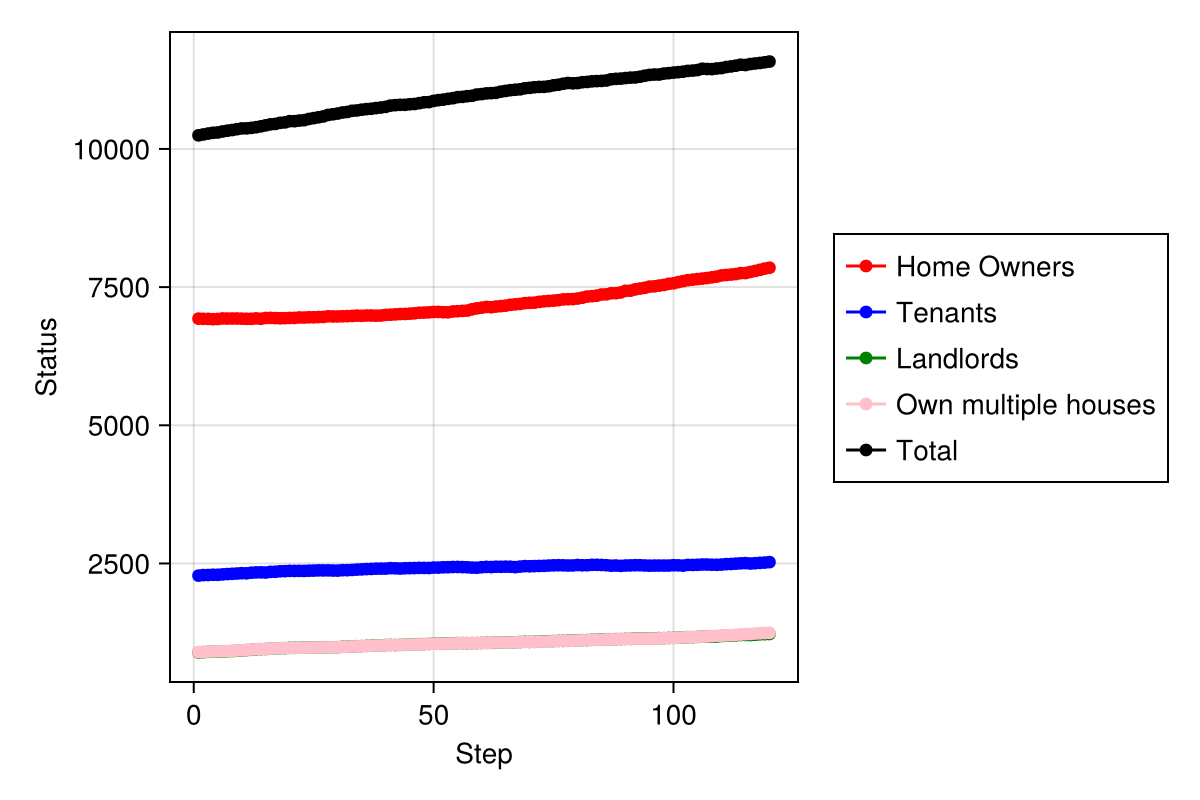 10000
7500
5000
2500
Status
0
50
100
Step
Home Owners
Tenants
Landlords
Own multiple houses
Total